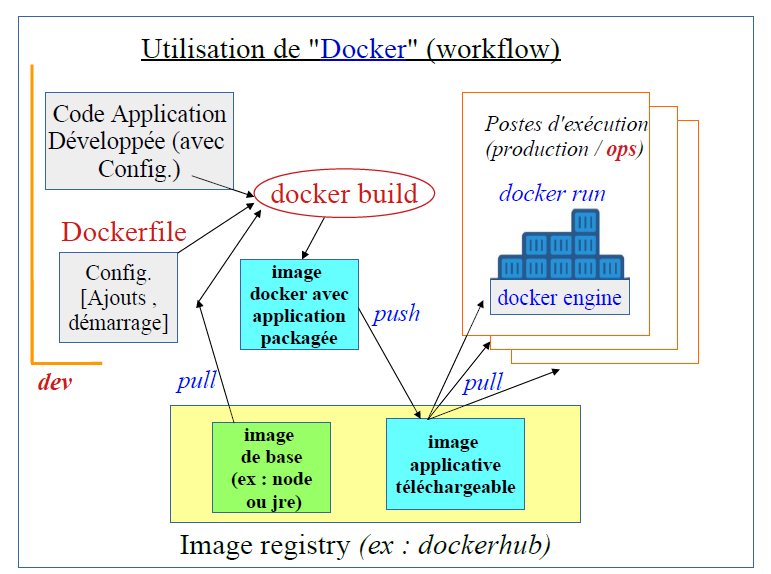 Utilisation de "Docker" (workflow)
Code Application
Développée (avec
Config.)
docker build
Dockerfile
Config.
[Ajouts ,
démarrage]
image
docker avec
application
packagée
push
Postes d'exécution
(production / ops)
docker run
docker engine
dev
pull
pull
image
de base
(ex : node
ou jre)
image
applicative
téléchargeable
Image registry (ex : dockerhub)